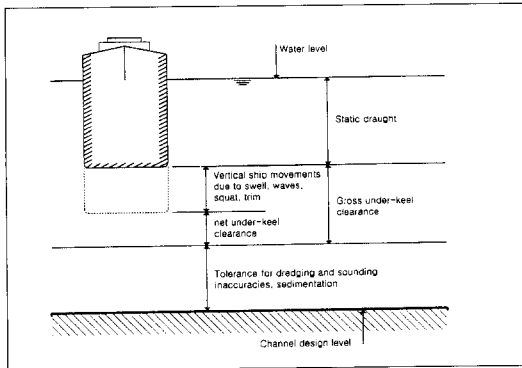 Water level
Static draught
Vertical ship movements
due to swell, waves,
squat, trim
Gross under-keel
clearance
net under-keel
clearance
Tolerance for dredging and sounding
inaccuracies, sedimentation
Channel design level